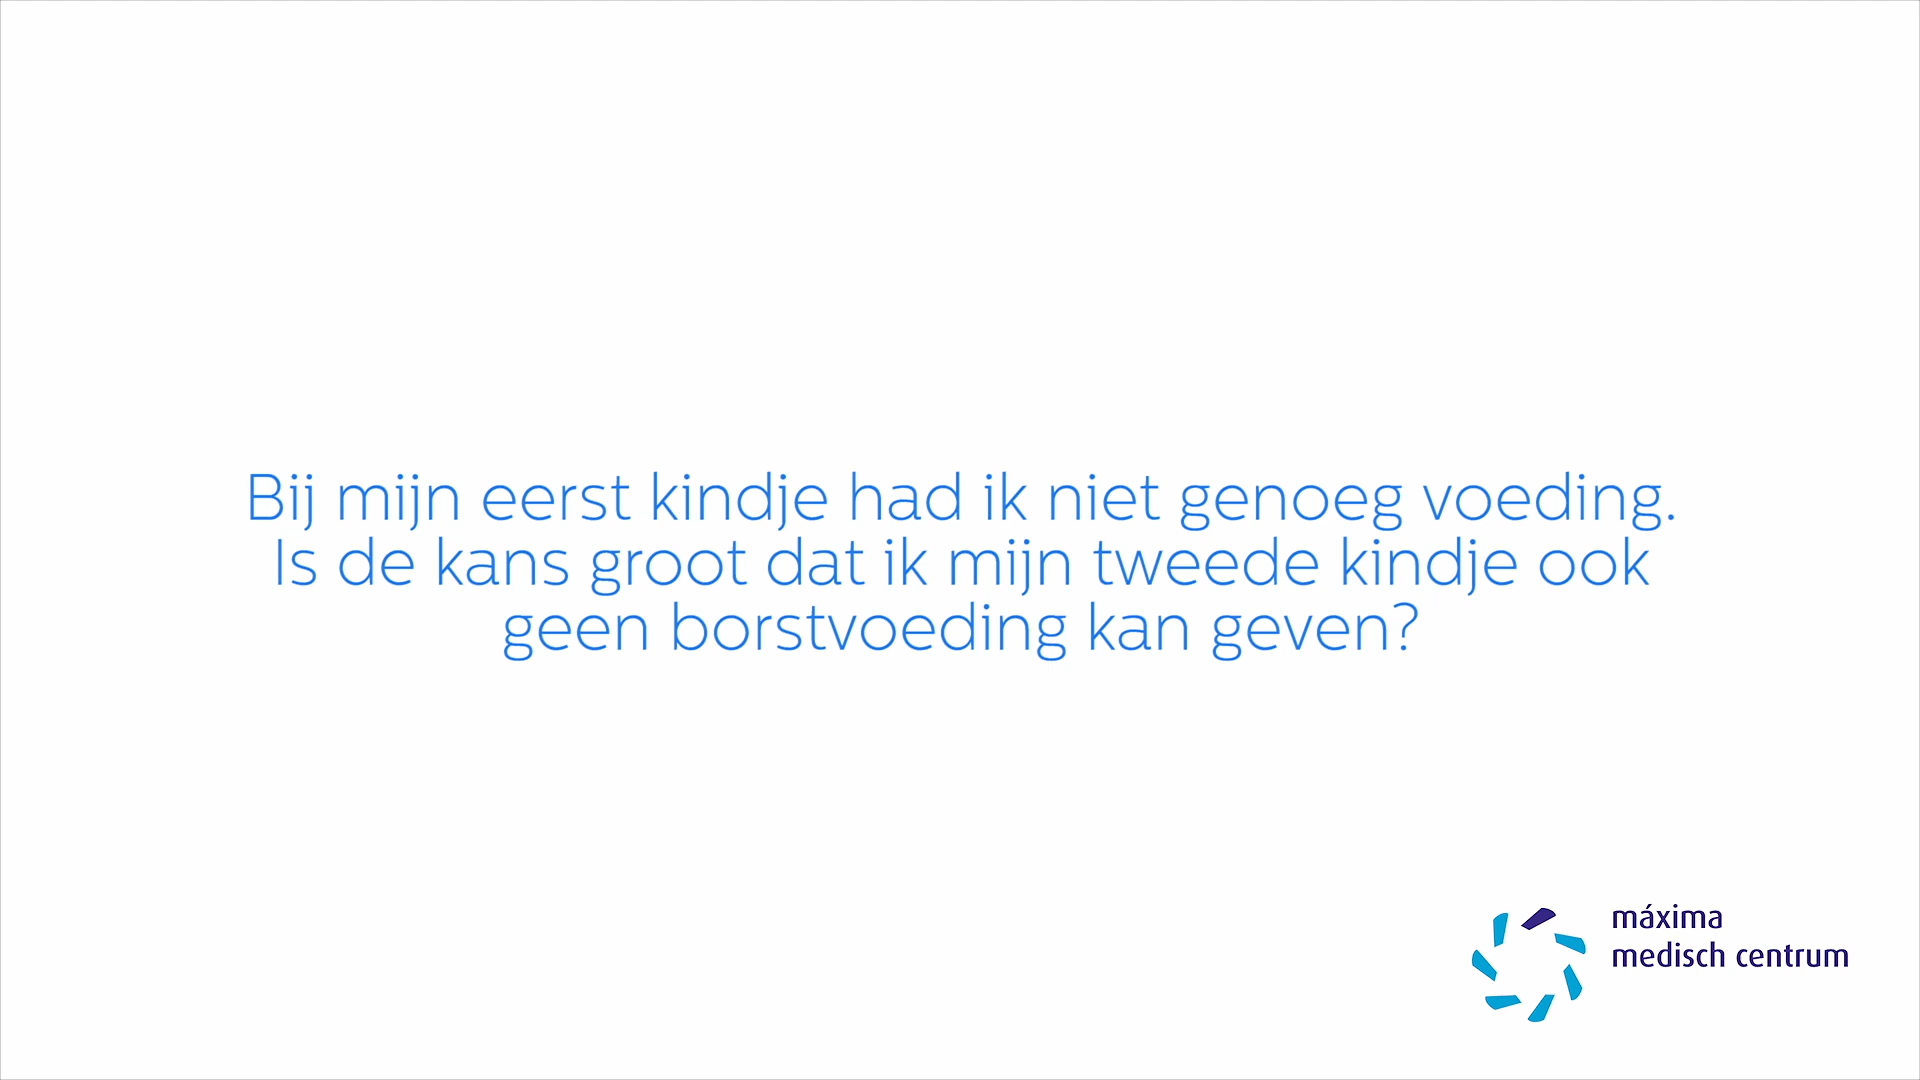 Bij mijn eerst kindje had ik niet genoeg voeding.
Is de kans groot dat ik mijn tweede kindje ook
geen borstvoeding kan geven?
máxima
medisch centrum